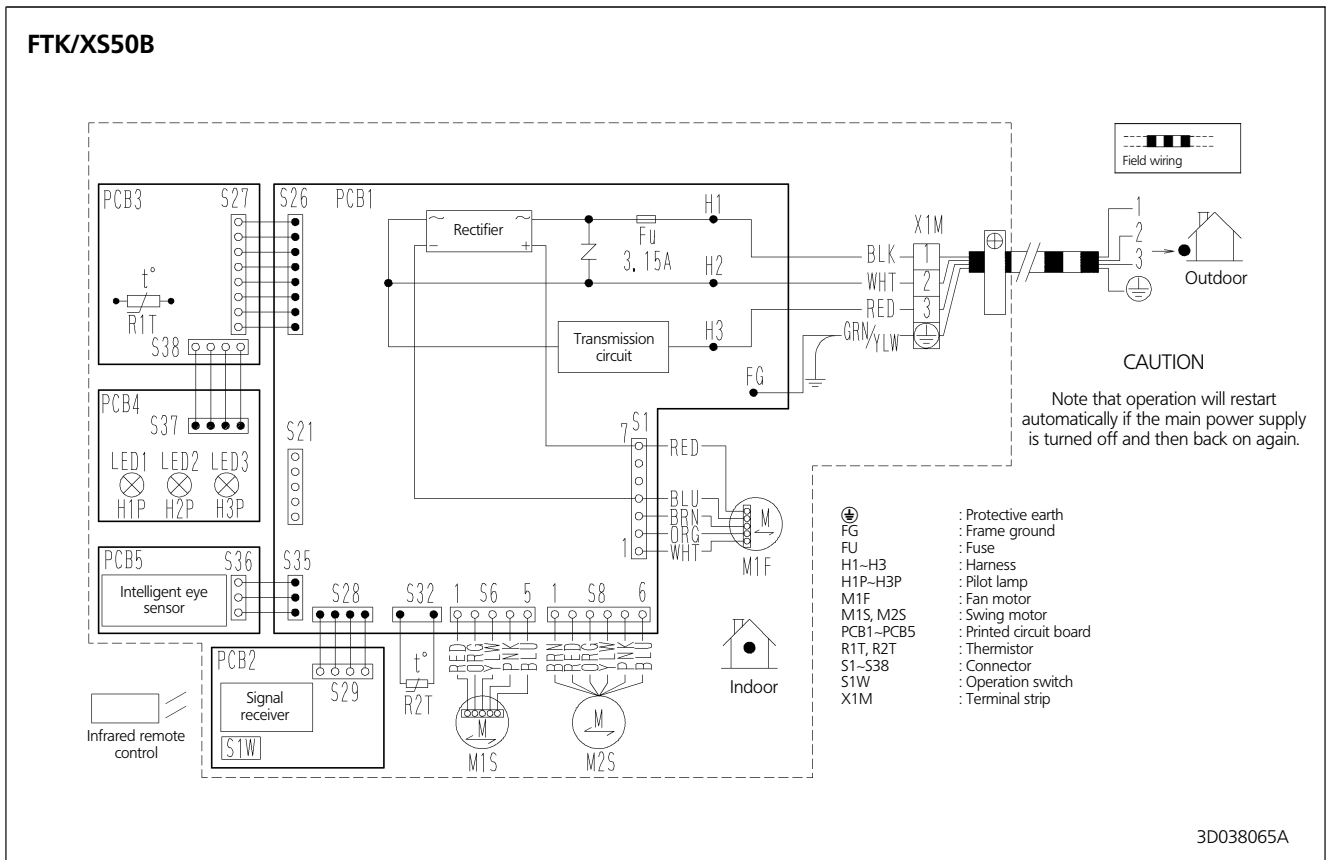 FTK/XS50B
Field wiring
PCB3
S27
S26
PCB1
H1
Rectifier
Fu
3.15A
H2
X1M
BLK
1
WHT
2
RED
3
GRN/YLW
1
2
3
Outdoor
t°
R1T
S38
Transmission
circuit
H3
FG
CAUTION
Note that operation will restart
automatically if the main power supply
is turned off and then back on again.
PCB4
S37
LED1 LED2 LED3
H1P H2P H3P
S21
S1
7
RED
BLU
BRN
ORG
WHT
1
M
M1F
PCB5
S36
S35
Intelligent eye
sensor
S28
S32
1 S6 5
1 S8 6
RED ORG YLW PNK BLU
BRN RED ORG YLW PNK BLU
PCB2
S29
Signal
receiver
S1W
t°
R2T
M
M1S
M
M2S
Indoor
Infrared remote
control
: Protective earth
FG : Frame ground
FU : Fuse
H1~H3 : Harness
H1P~H3P : Pilot lamp
M1F : Fan motor
M1S, M2S : Swing motor
PCB1~PCB5 : Printed circuit board
R1T, R2T : Thermistor
S1~S38 : Connector
S1W : Operation switch
X1M : Terminal strip
3D038065A